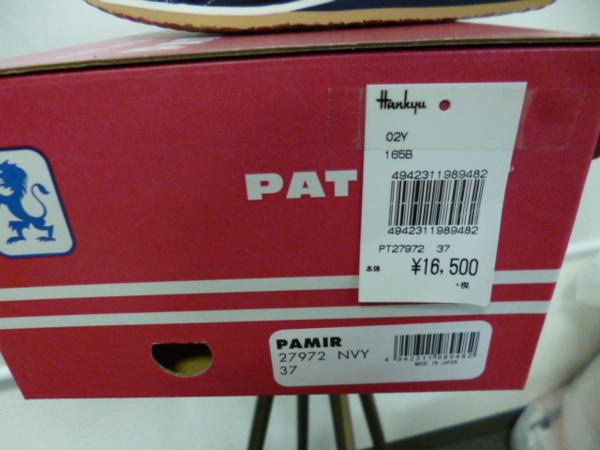 Hankyu
02Y
165B
4942311989482
4942311989482
PT27972 37
本体 ¥16,500
+税
PAT
PAMIR
27972 NVY
37
4942311989482
MADE IN JAPAN